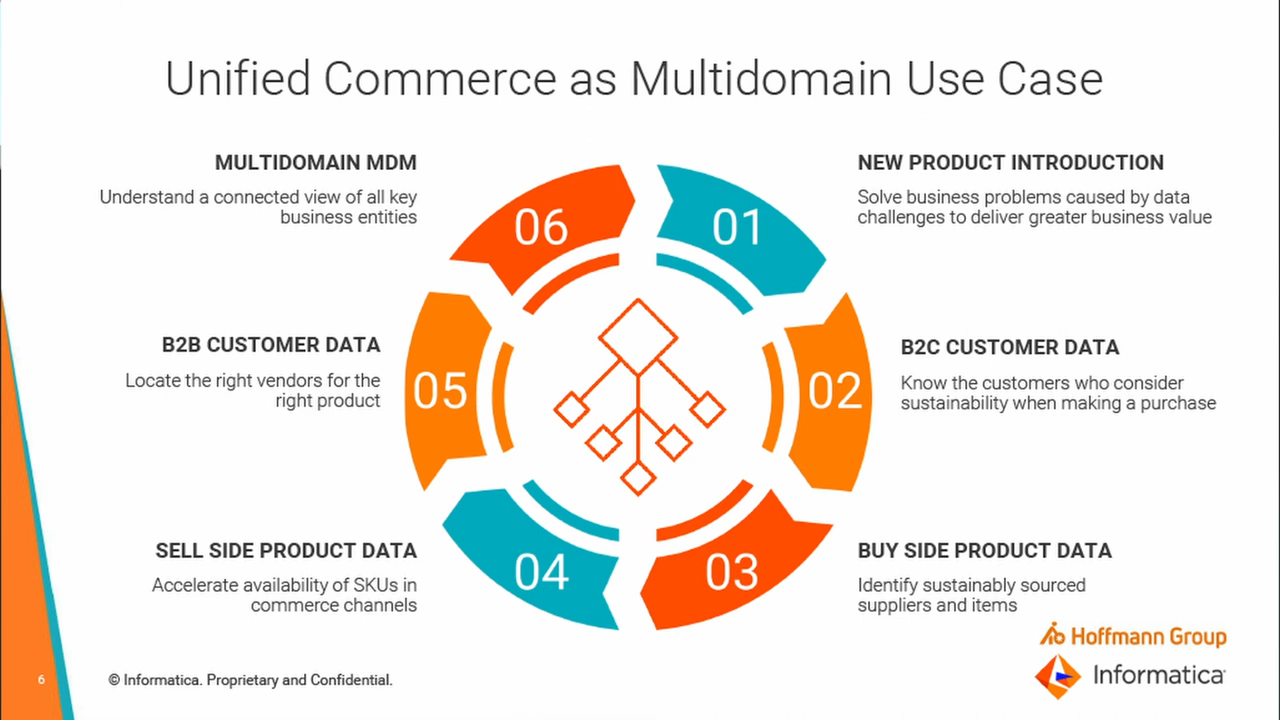 Unified Commerce as Multidomain Use Case
MULTIDOMAIN MDM
Understand a connected view of all key
business entities
06
01
NEW PRODUCT INTRODUCTION
Solve business problems caused by data
challenges to deliver greater business value
B2B CUSTOMER DATA
Locate the right vendors for the
right product
05
02
B2C CUSTOMER DATA
Know the customers who consider
sustainability when making a purchase
SELL SIDE PRODUCT DATA
Accelerate availability of SKUs in
commerce channels
04
03
BUY SIDE PRODUCT DATA
Identify sustainably sourced
suppliers and items
Hoffmann Group
Informatica
6
© Informatica. Proprietary and Confidential.